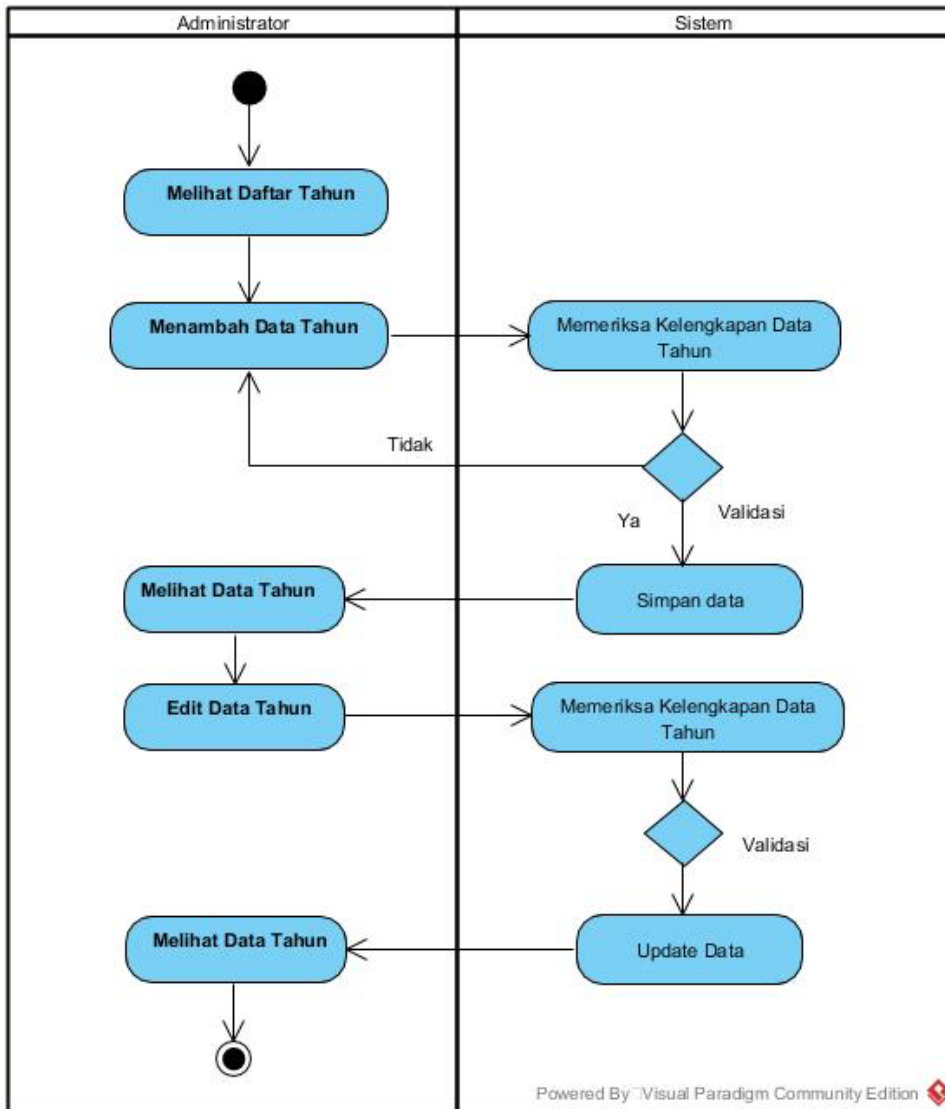 Administrator
Sistem
Melihat Daftar Tahun
Menambah Data Tahun
Memeriksa Kelengkapan Data
Tahun
Tidak
Ya
Validasi
Melihat Data Tahun
Simpan data
Edit Data Tahun
Memeriksa Kelengkapan Data
Tahun
Validasi
Melihat Data Tahun
Update Data
Powered By Visual Paradigm Community Edition